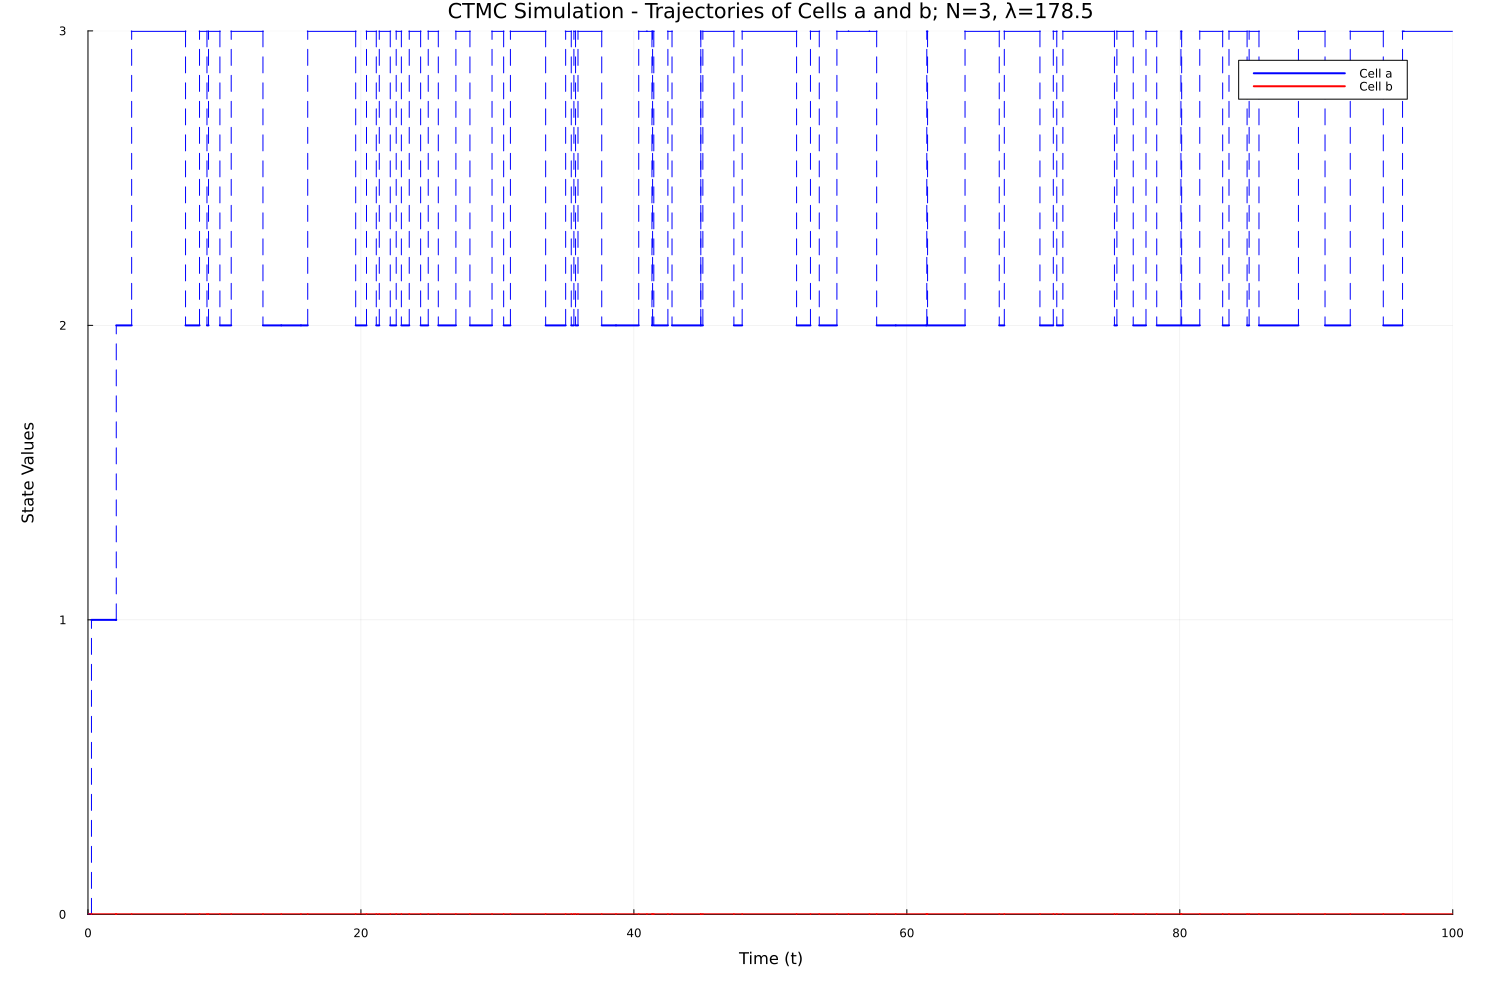 CTMC Simulation - Trajectories of Cells a and b; N=3, λ=178.5
3
Cell a
Cell b
2
State Values
1
0
0 20 40 60 80 100
Time (t)